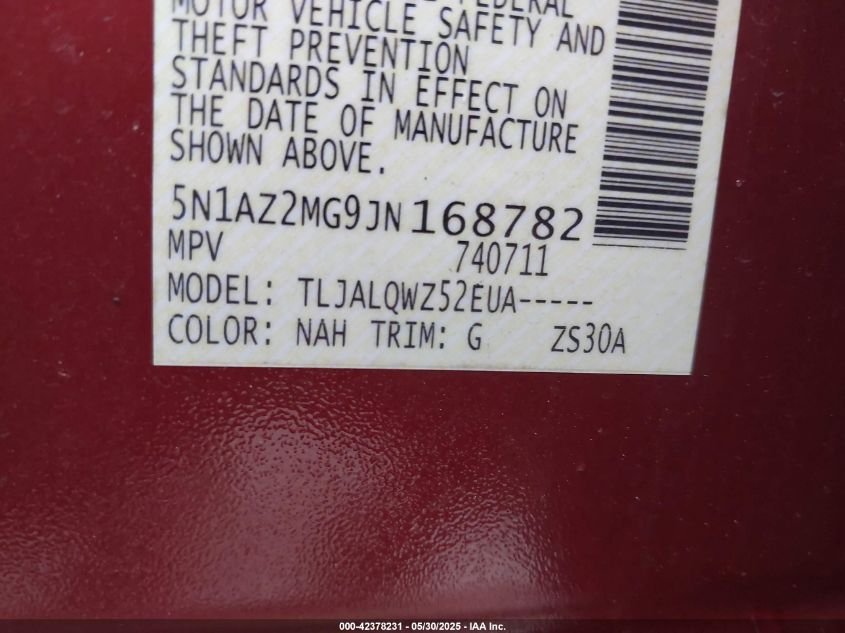 FEDERAL
MOTOR VEHICLE SAFETY AND
THEFT PREVENTION
STANDARDS IN EFFECT ON
THE DATE OF MANUFACTURE
SHOWN ABOVE.
5N1AZ2MG9JN168782
MPV 740711
MODEL: TLJALQWZ52EUA-----
COLOR: NAH TRIM: G ZS30A
000-42378231 - 05/30/2025 - IAA Inc.